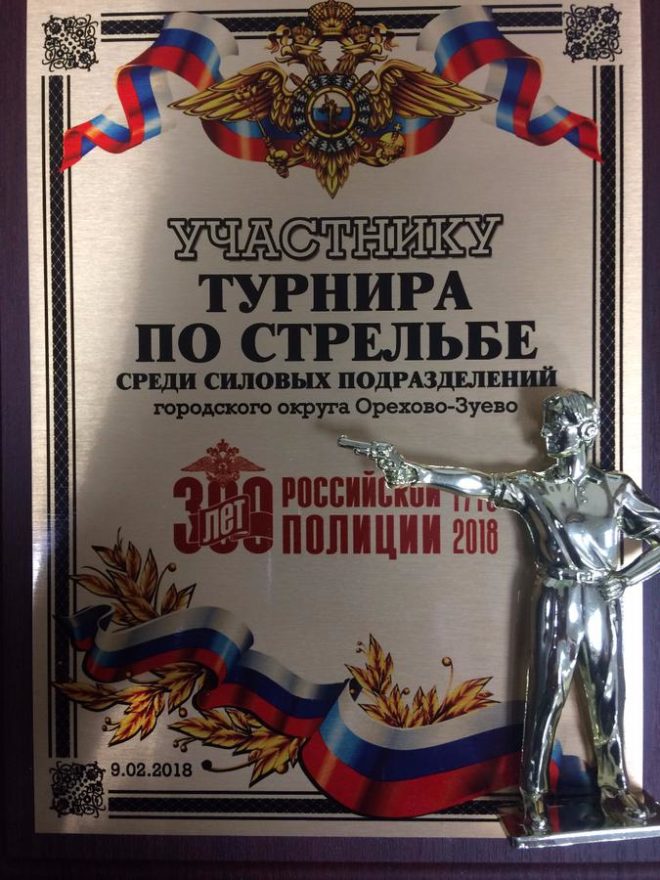 УЧАСТНИКУ
ТУРНИРА
ПО СТРЕЛЬБЕ
СРЕДИ СИЛОВЫХ ПОДРАЗДЕЛЕНИЙ
городского округа Орехово-Зуево
300 ЛЕТ
РОССИЙСКОЙ
ПОЛИЦИИ 2018
9.02.2018